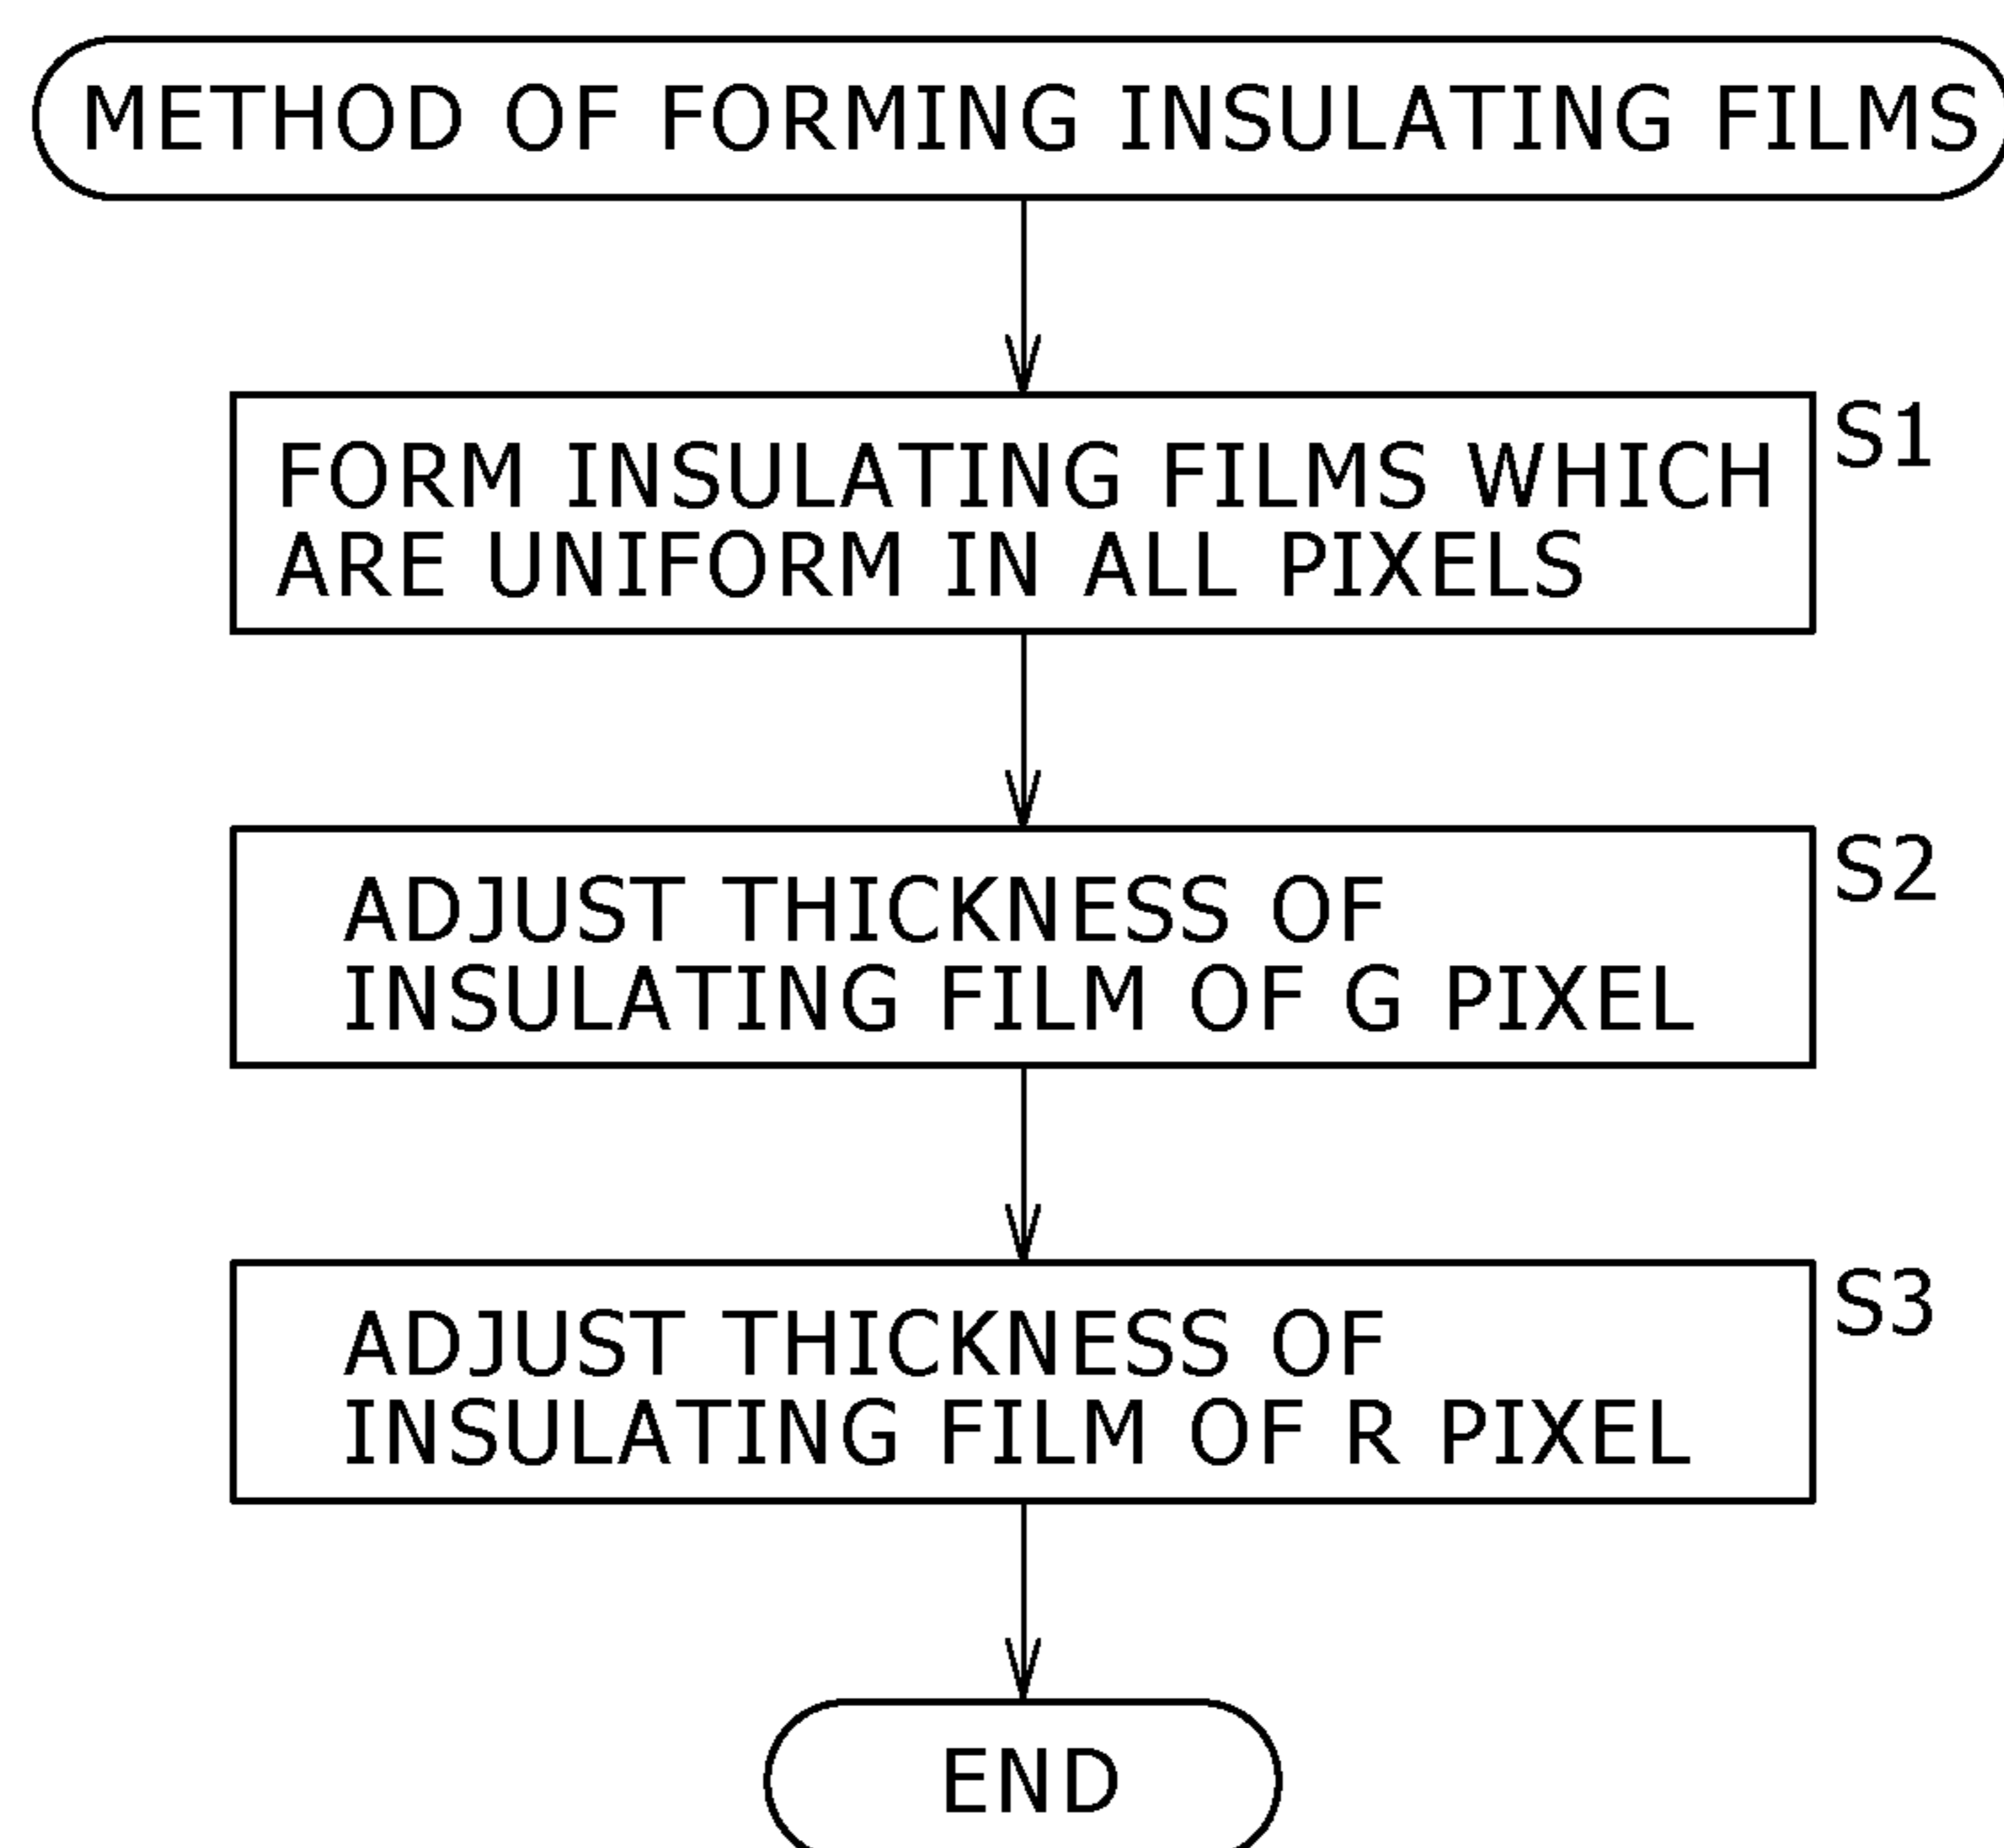 METHOD OF FORMING INSULATING FILMS
FORM INSULATING FILMS WHICH
ARE UNIFORM IN ALL PIXELS
S1
ADJUST THICKNESS OF
INSULATING FILM OF G PIXEL
S2
ADJUST THICKNESS OF
INSULATING FILM OF R PIXEL
S3
END